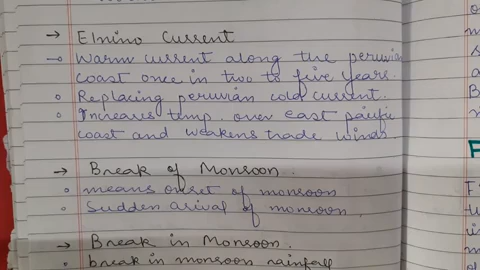 → Elnino Current
→ Warm current along the peruvian
coast once in two to five years.
◦ Replacing peruvian cold current.
◦ Increases temp. over east pacific
coast and weakens trade winds.
→ Break of Monsoon.
◦ means onset of monsoon
◦ Sudden arival of monsoon.
→ Break in Monsoon.
◦ break in monsoon rainfall